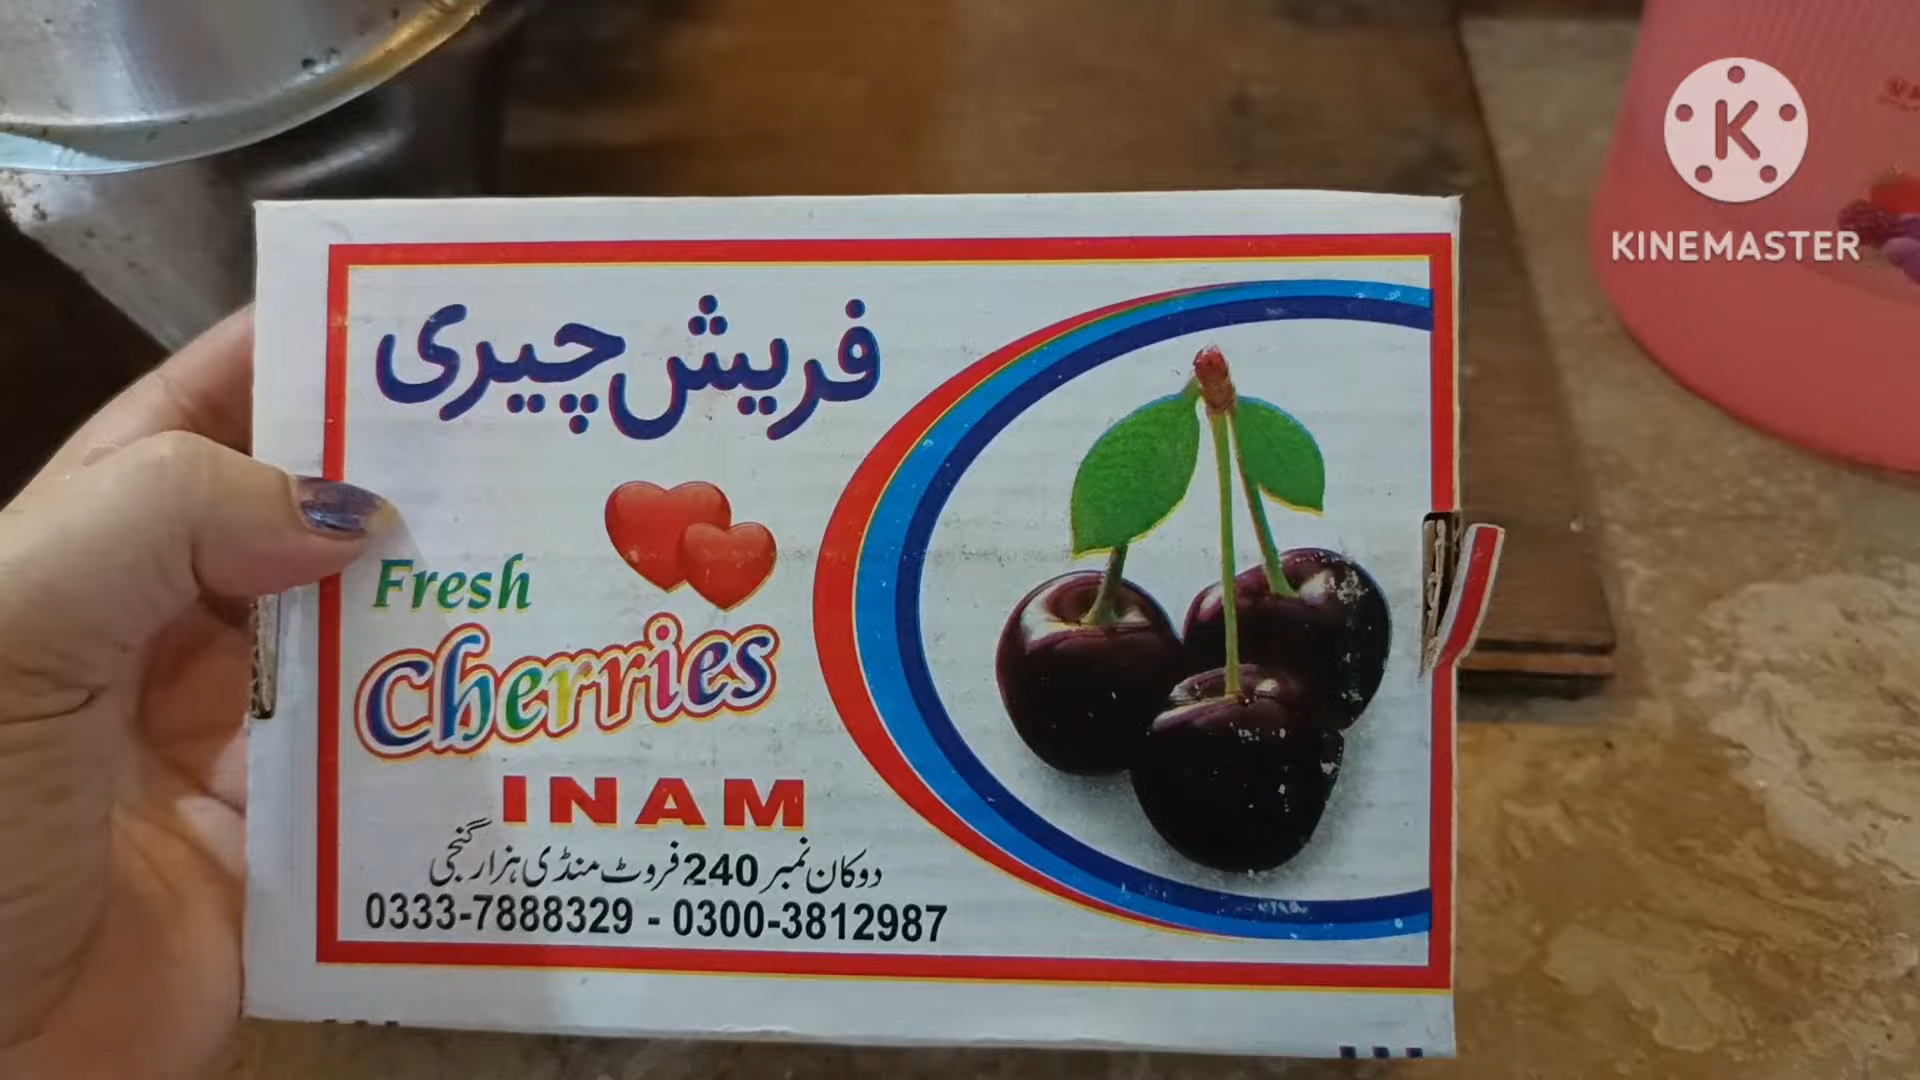 فریش چیری
Fresh
Cherries
INAM
دوکان نمبر 240 فروٹ منڈی ہزار گنجی
0333-7888329 - 0300-3812987
K
KINEMASTER